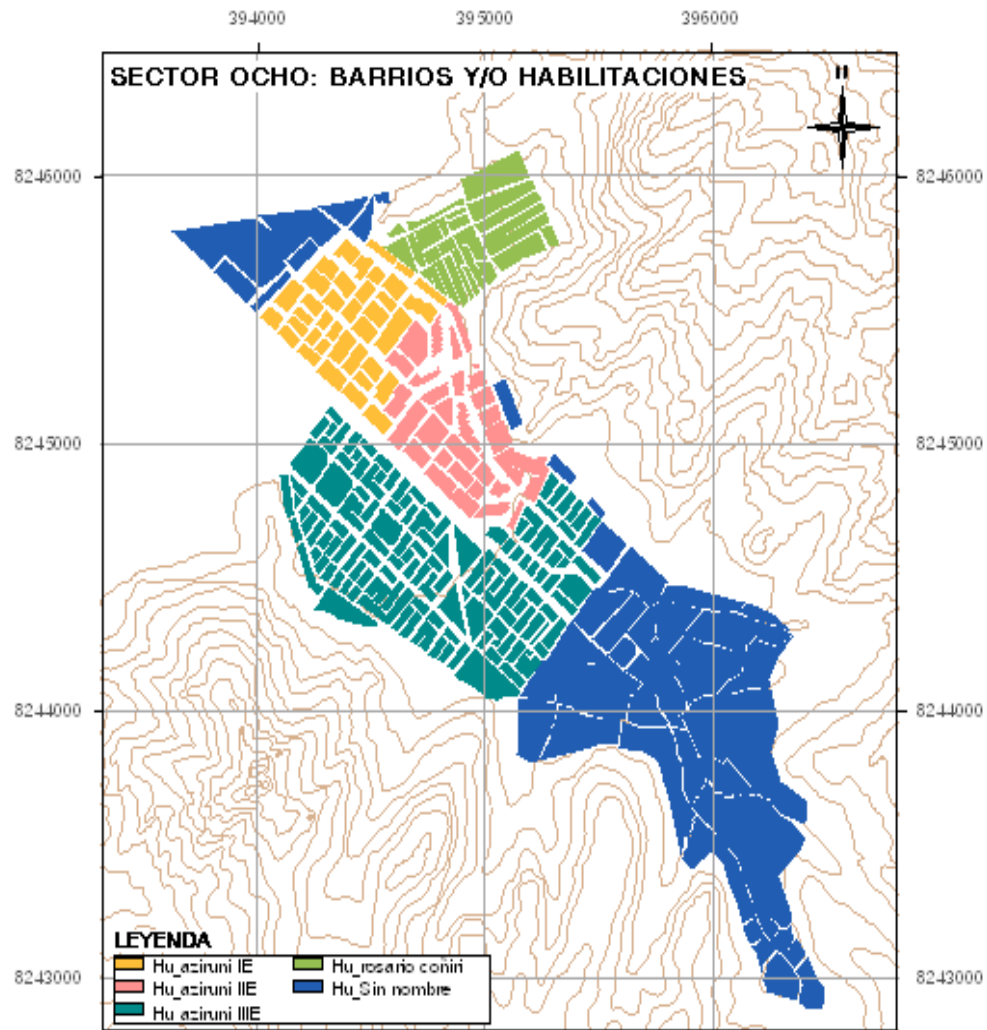 394000 395000 396000
SECTOR OCHO: BARRIOS Y/O HABILITACIONES
8246000 8246000
8245000 8245000
8244000 8244000
8243000 8243000
LEYENDA
Hu_aziruni IE Hu_rosario coñiri
Hu_aziruni IIE Hu_Sin nombre
Hu_aziruni IIIE